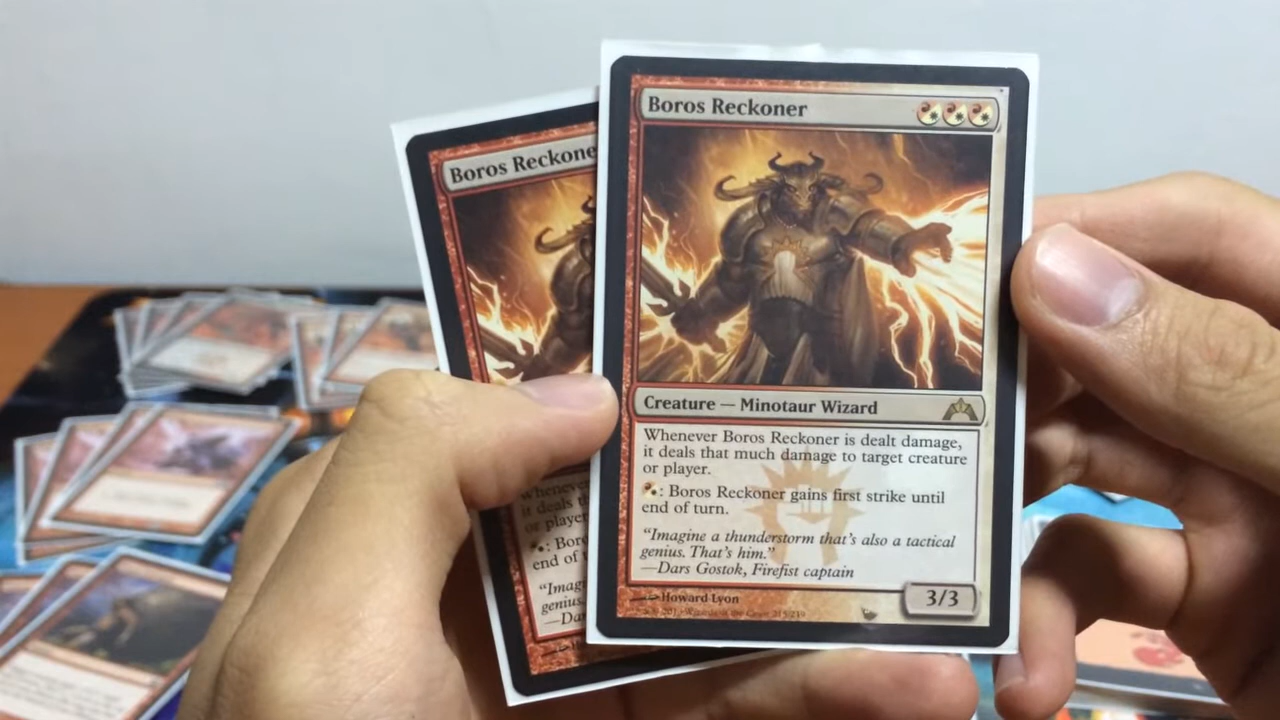 Boros Reckoner
Creature — Minotaur Wizard
Whenever Boros Reckoner is dealt damage,
it deals that much damage to target creature
or player.
: Boros Reckoner gains first strike until
end of turn.
"Imagine a thunderstorm that's also a tactical
genius. That's him."
—Dars Gostok, Firefist captain
Howard Lyon
3/3
Boros Reckone
whenever
it deals th
or player
: Boro
end of t
"Imag
genius.
—Da